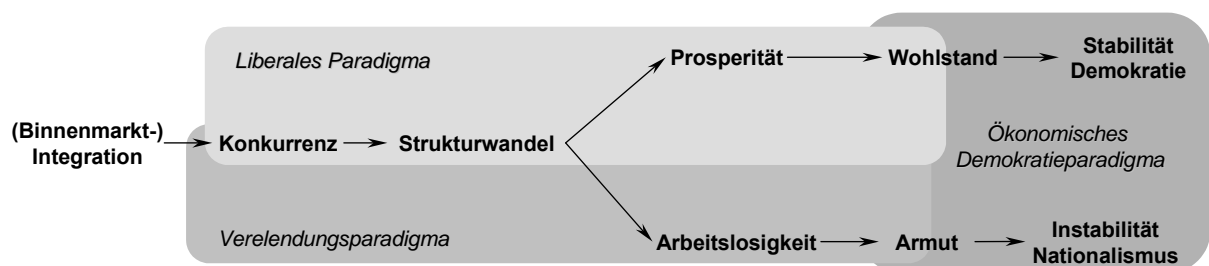 Liberales Paradigma
Prosperität
Wohlstand
Stabilität
Demokratie
(Binnenmarkt-)
Integration
Konkurrenz
Strukturwandel
Ökonomisches
Demokratieparadigma
Verelendungsparadigma
Arbeitslosigkeit
Armut
Instabilität
Nationalismus